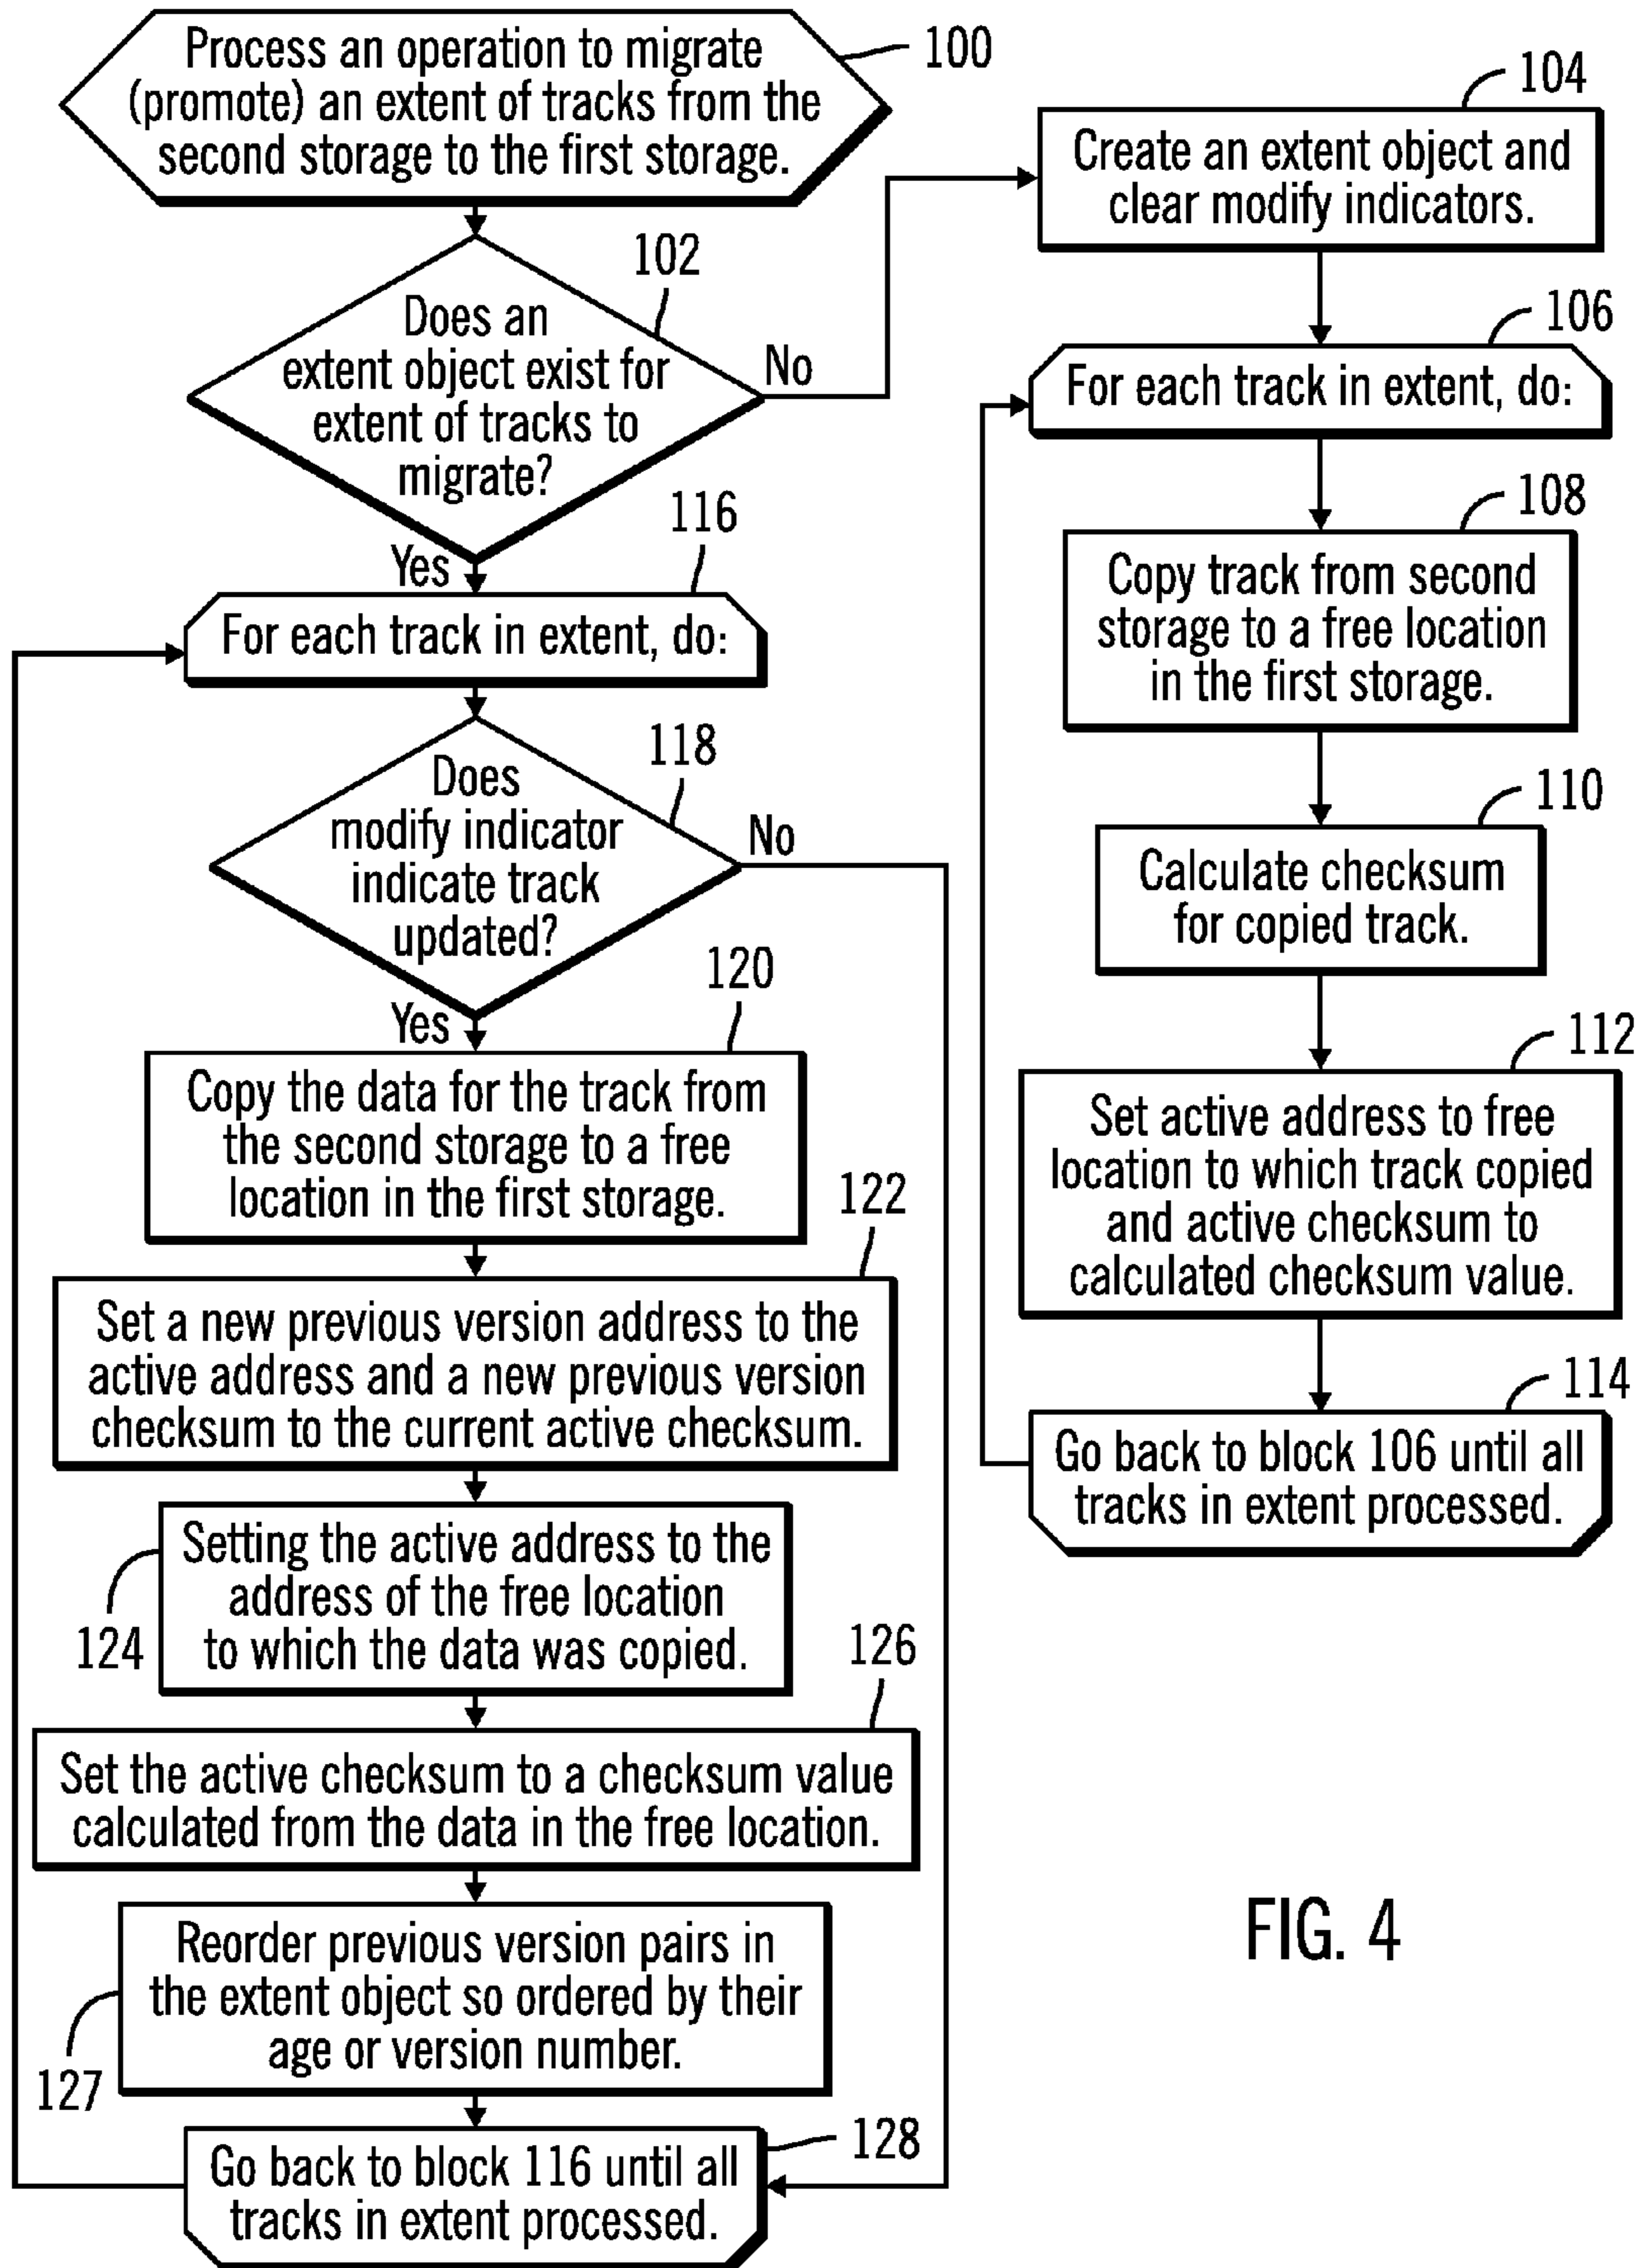 Process an operation to migrate
(promote) an extent of tracks from the
second storage to the first storage.
100
102
Does an
extent object exist for
extent of tracks to
migrate?
No
Yes
104
Create an extent object and
clear modify indicators.
106
For each track in extent, do:
108
Copy track from second
storage to a free location
in the first storage.
110
Calculate checksum
for copied track.
112
Set active address to free
location to which track copied
and active checksum to
calculated checksum value.
114
Go back to block 106 until all
tracks in extent processed.
116
For each track in extent, do:
118
Does
modify indicator
indicate track
updated?
No
Yes
120
Copy the data for the track from
the second storage to a free
location in the first storage.
122
Set a new previous version address to the
active address and a new previous version
checksum to the current active checksum.
124
Setting the active address to the
address of the free location
to which the data was copied.
126
Set the active checksum to a checksum value
calculated from the data in the free location.
127
Reorder previous version pairs in
the extent object so ordered by their
age or version number.
128
Go back to block 116 until all
tracks in extent processed.
FIG. 4